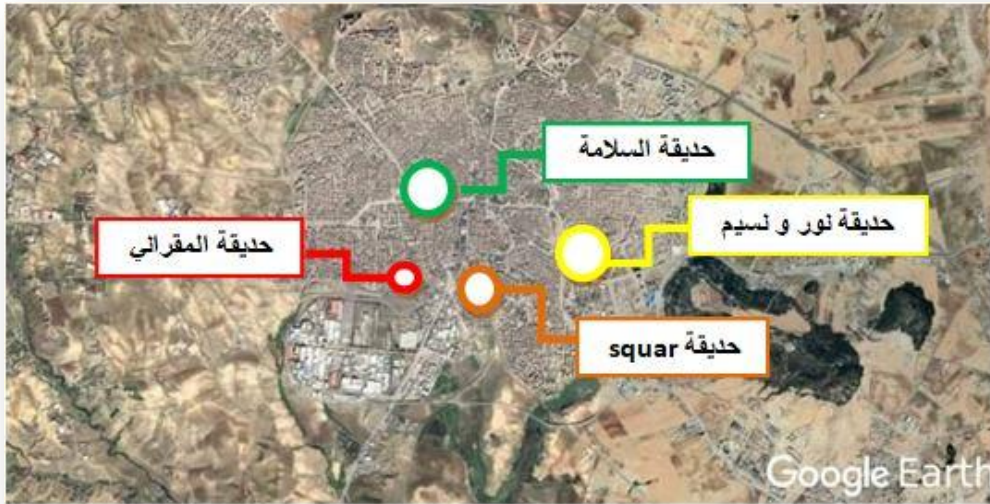 حديقة السلامة
حديقة نور و نسيم
حديقة المقراني
حديقة squar
Google Earth